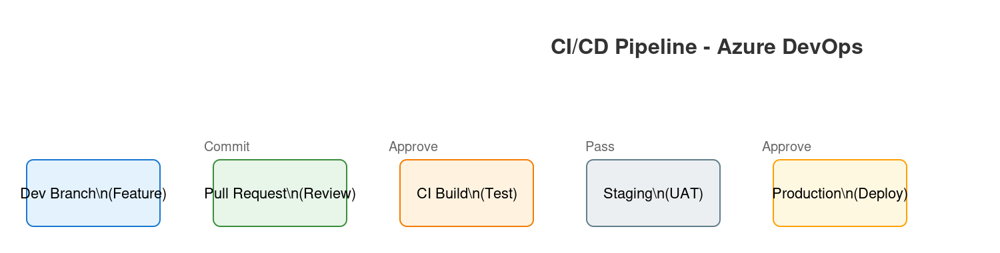 CI/CD Pipeline - Azure DevOps
Commit
Approve
Pass
Approve
Dev Branch\n(Feature)
Pull Request\n(Review)
CI Build\n(Test)
Staging\n(UAT)
Production\n(Deploy)